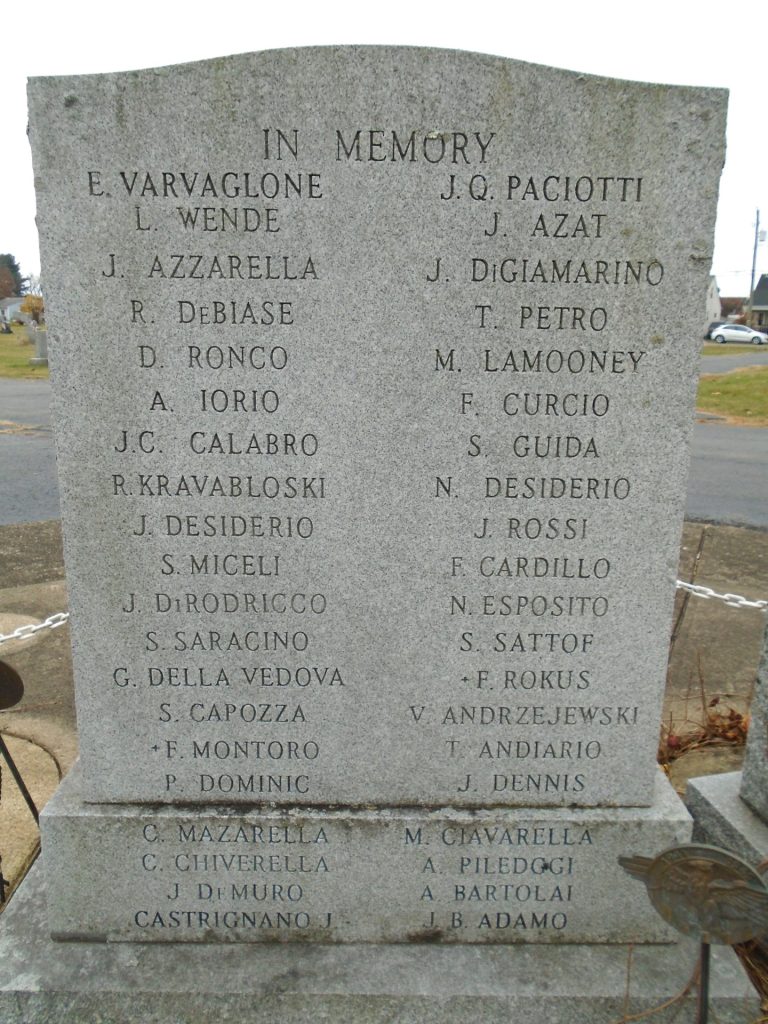 IN MEMORY
E. VARVAGLONE J.Q. PACIOTTI
L. WENDE J. AZAT
J. AZZARELLA J. DiGIAMARINO
R. DeBIASE T. PETRO
D. RONCO M. LAMOONEY
A. IORIO F. CURCIO
J.C. CALABRO S. GUIDA
R. KRAVABLOSKI N. DESIDERIO
J. DESIDERIO J. ROSSI
S. MICELI F. CARDILLO
J. DiRODRICCO N. ESPOSITO
S. SARACINO S. SATTOF
G. DELLA VEDOVA +F. ROKUS
S. CAPOZZA V. ANDRZEJEWSKI
+F. MONTORO T. ANDIARIO
P. DOMINIC J. DENNIS
C. MAZARELLA M. CIAVARELLA
C. CHIVERELLA A. PILEDGGI
J. DeMURO A. BARTOLAI
CASTRIGNANO J. J.B. ADAMO